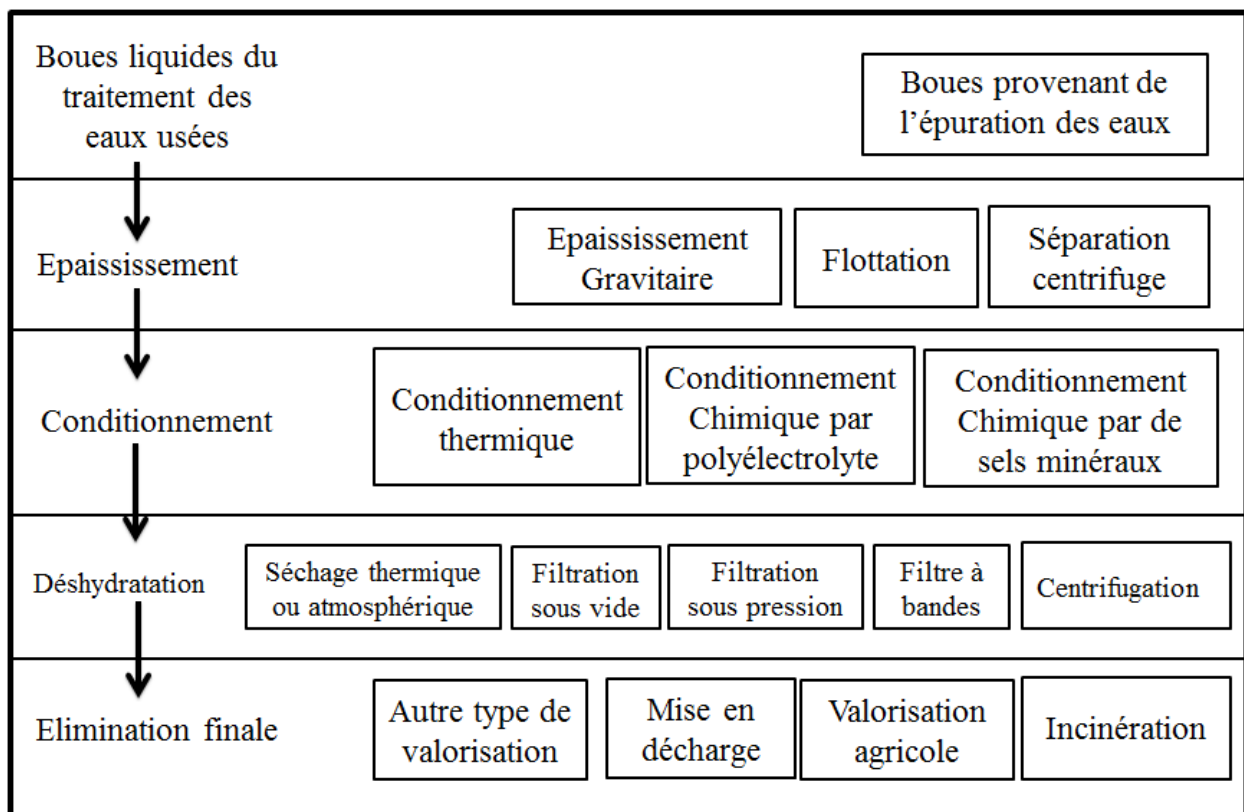 Boues liquides du
traitement des
eaux usées
Boues provenant de
l'épuration des eaux
Epaississement
Epaississement
Gravitaire
Flottation
Séparation
centrifuge
Conditionnement
Conditionnement
thermique
Conditionnement
Chimique par
polyélectrolyte
Conditionnement
Chimique par de
sels minéraux
Déshydratation
Séchage thermique
ou atmosphérique
Filtration
sous vide
Filtration
sous pression
Filtre à
bandes
Centrifugation
Elimination finale
Autre type de
valorisation
Mise en
décharge
Valorisation
agricole
Incinération